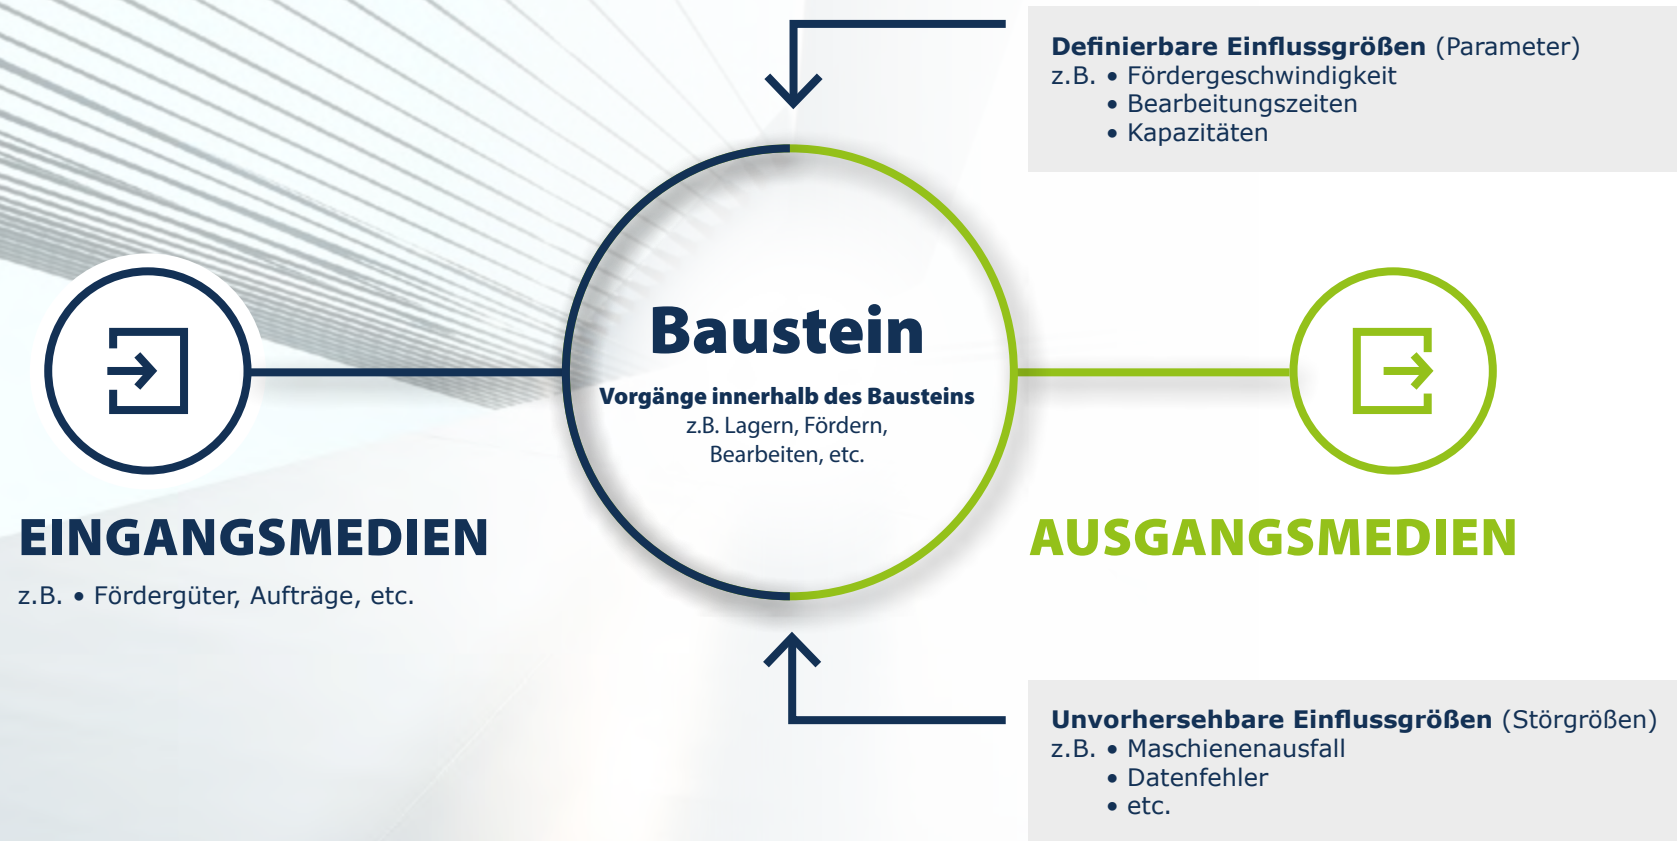 Definierbare Einflussgrößen (Parameter)
z.B. • Fördergeschwindigkeit
• Bearbeitungszeiten
• Kapazitäten
Baustein
Vorgänge innerhalb des Bausteins
z.B. Lagern, Fördern,
Bearbeiten, etc.
EINGANGSMEDIEN
z.B. • Fördergüter, Aufträge, etc.
AUSGANGSMEDIEN
Unvorhersehbare Einflussgrößen (Störgrößen)
z.B. • Maschienenausfall
• Datenfehler
• etc.